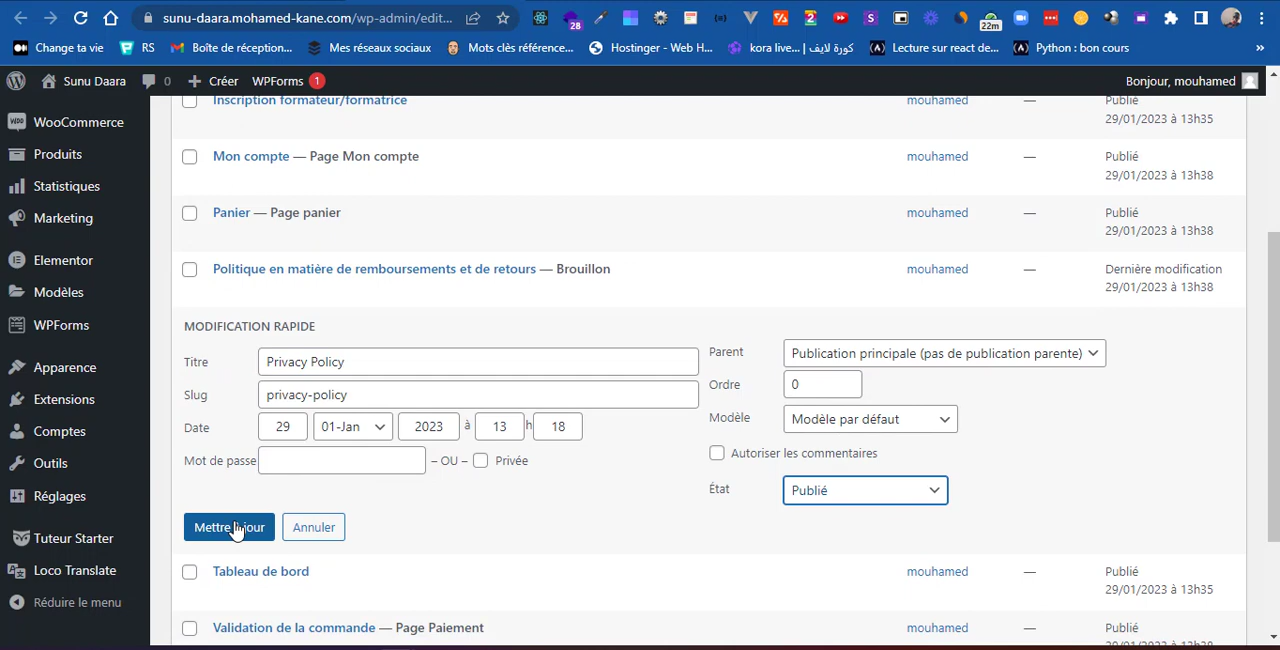 sunu-daara.mohamed-kane.com/wp-admin/edit...
28
22m
Change ta vie
RS
Boîte de réception...
Mes réseaux sociaux
Mots clés référence...
Hostinger - Web H...
kora live... | كورة لايف
Lecture sur react de...
Python : bon cours
»
Sunu Daara
0
Créer
WPForms 1
Bonjour, mouhamed
WooCommerce
Produits
Statistiques
Marketing
Elementor
Modèles
WPForms
Apparence
Extensions
Comptes
Outils
Réglages
Tuteur Starter
Loco Translate
Réduire le menu
Inscription formateur/formatrice mouhamed — Publié
29/01/2023 à 13h35
Mon compte — Page Mon compte mouhamed — Publié
29/01/2023 à 13h38
Panier — Page panier mouhamed — Publié
29/01/2023 à 13h38
Politique en matière de remboursements et de retours — Brouillon mouhamed — Dernière modification
29/01/2023 à 13h38
MODIFICATION RAPIDE
Titre Privacy Policy
Slug privacy-policy
Date 29 01-Jan 2023 à 13 h 18
Mot de passe – OU – Privée
Parent Publication principale (pas de publication parente)
Ordre 0
Modèle Modèle par défaut
Autoriser les commentaires
État Publié
Mettre à jour Annuler
Tableau de bord mouhamed — Publié
29/01/2023 à 13h35
Validation de la commande — Page Paiement mouhamed — Publié
29/01/2023 à 13h38